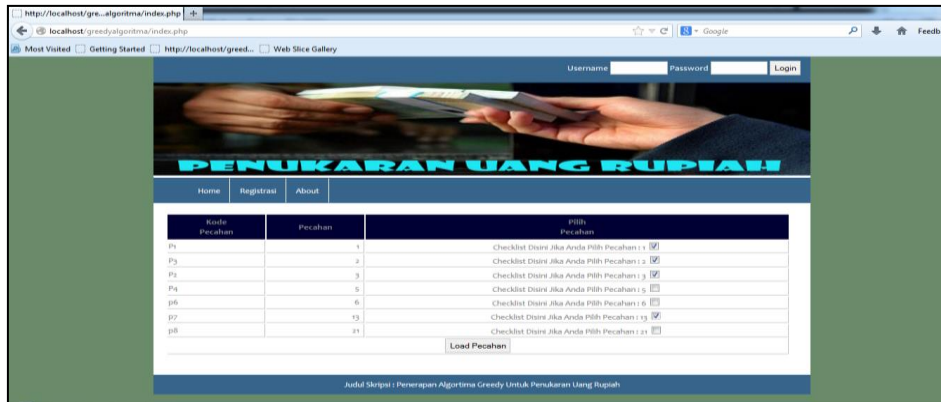 http://localhost/gre...algoritma/index.php
localhost/greedyalgoritma/index.php
Google
Feedb
Most Visited Getting Started http://localhost/greed... Web Slice Gallery
Username Password Login
PENUKARAN UANG RUPIAH
Home Registrasi About
Kode Pecahan Pecahan Pilih Pecahan
P1 1 Checklist Disini Jika Anda Pilih Pecahan : 1
P3 2 Checklist Disini Jika Anda Pilih Pecahan : 2
P2 3 Checklist Disini Jika Anda Pilih Pecahan : 3
P4 5 Checklist Disini Jika Anda Pilih Pecahan : 5
p6 6 Checklist Disini Jika Anda Pilih Pecahan : 6
p7 13 Checklist Disini Jika Anda Pilih Pecahan : 13
p8 21 Checklist Disini Jika Anda Pilih Pecahan : 21
Load Pecahan
Judul Skripsi : Penerapan Algortima Greedy Untuk Penukaran Uang Rupiah